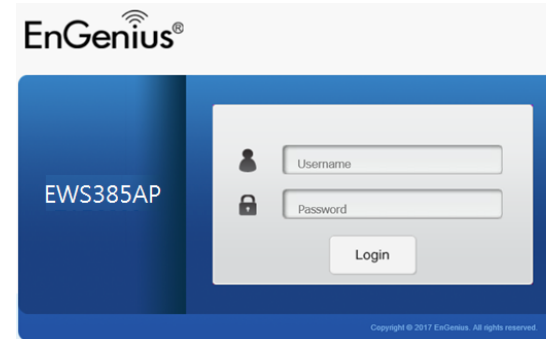 EnGenius®
Username
EWS385AP
Password
Login
Copyright © 2017 EnGenius. All rights reserved.